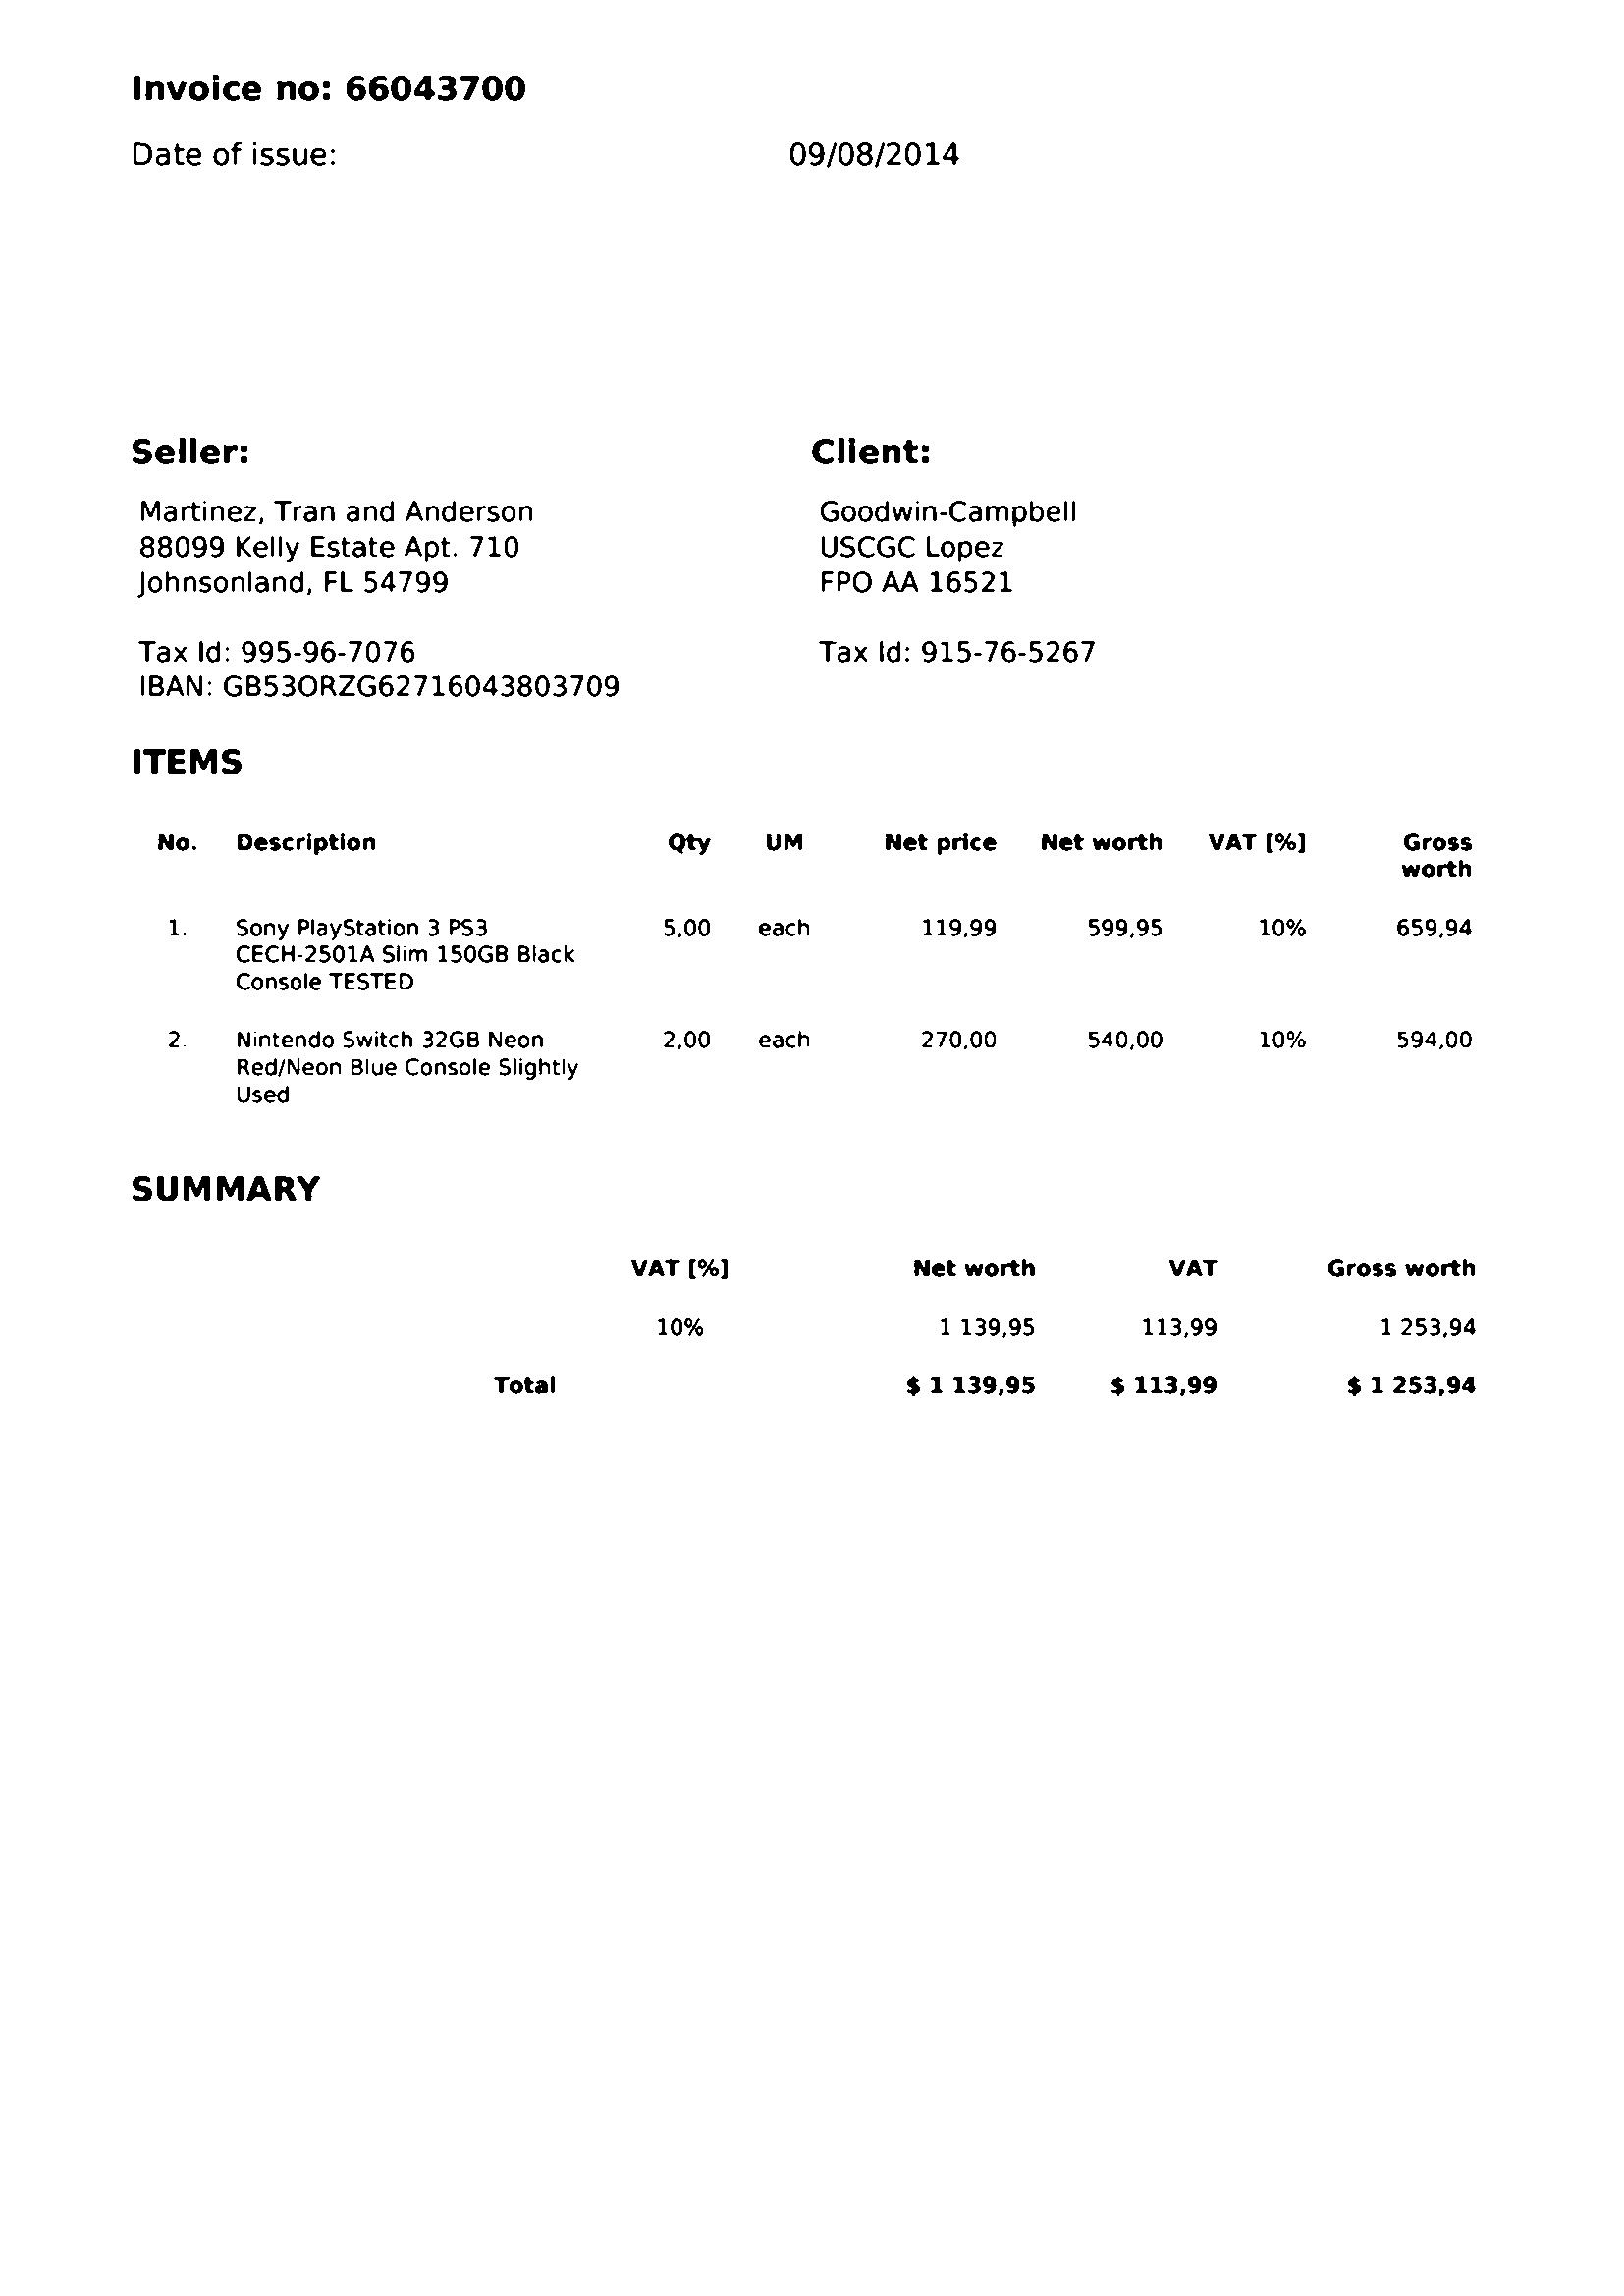 Invoice no: 66043700
Date of issue: 09/08/2014
Seller:
Martinez, Tran and Anderson
88099 Kelly Estate Apt. 710
Johnsonland, FL 54799
Tax Id: 995-96-7076
IBAN: GB53ORZG62716043803709
Client:
Goodwin-Campbell
USCGC Lopez
FPO AA 16521
Tax Id: 915-76-5267
ITEMS
No. Description Qty UM Net price Net worth VAT [%] Gross
worth
1. Sony PlayStation 3 PS3 5,00 each 119,99 599,95 10% 659,94
CECH-2501A Slim 150GB Black
Console TESTED
2. Nintendo Switch 32GB Neon 2,00 each 270,00 540,00 10% 594,00
Red/Neon Blue Console Slightly
Used
SUMMARY
VAT [%] Net worth VAT Gross worth
10% 1 139,95 113,99 1 253,94
Total $ 1 139,95 $ 113,99 $ 1 253,94